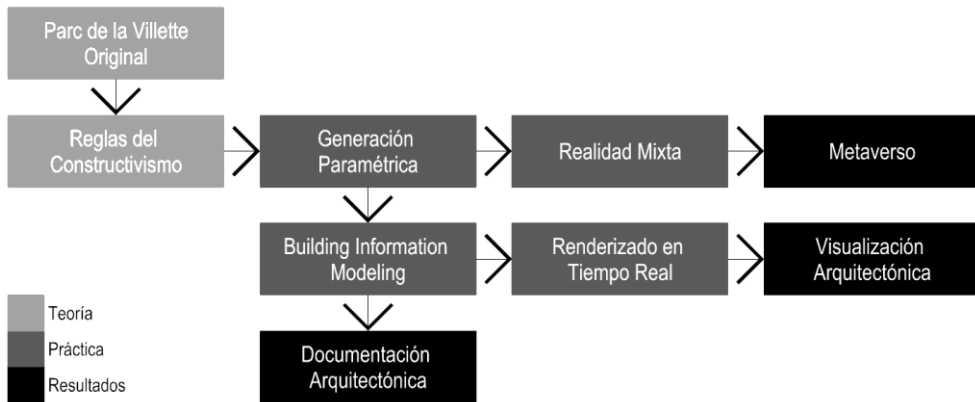 Parc de la Villette
Original
Reglas del
Constructivismo
Generación
Paramétrica
Realidad Mixta
Metaverso
Building Information
Modeling
Renderizado en
Tiempo Real
Visualización
Arquitectónica
Documentación
Arquitectónica
Teoría
Práctica
Resultados